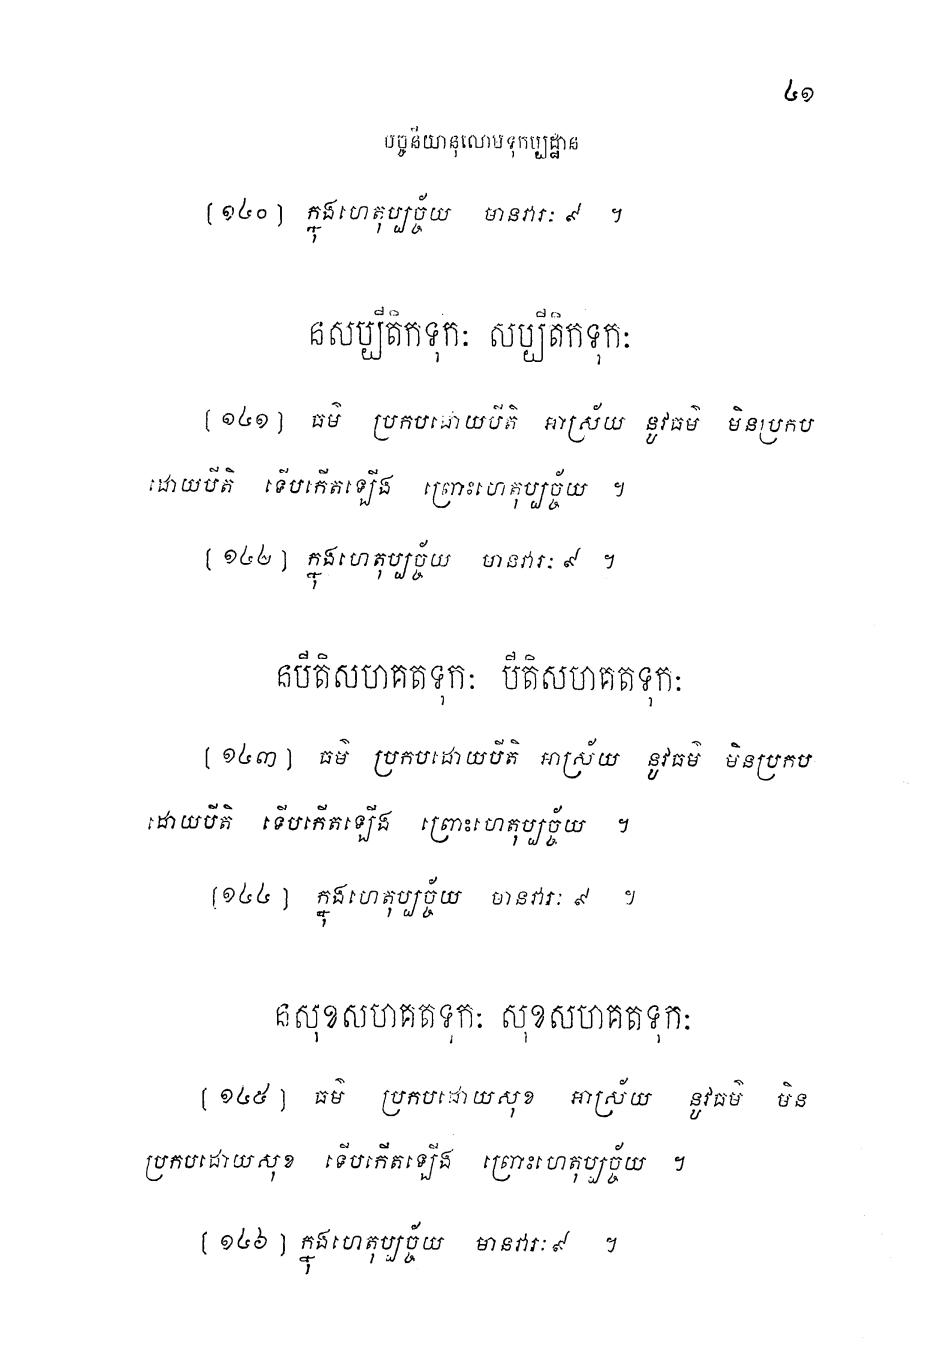 ៤១
បច្ចនីយានុលោមទុកប្បដ្ឋាន
(១៤០) ក្នុងហេតុប្បច្ច័យ មានវារៈ ៩ ។
នសប្បីតិកទុកៈ សប្បីតិកទុកៈ
(១៤១) ធម៌ ប្រកបដោយបីតិ អាស្រ័យ នូវធម៌ មិនប្រកប
ដោយបីតិ ទើបកើតឡើង ព្រោះហេតុប្បច្ច័យ ។
(១៤២) ក្នុងហេតុប្បច្ច័យ មានវារៈ ៩ ។
នបីតិសហគតទុកៈ បីតិសហគតទុកៈ
(១៤៣) ធម៌ ប្រកបដោយបីតិ អាស្រ័យ នូវធម៌ មិនប្រកប
ដោយបីតិ ទើបកើតឡើង ព្រោះហេតុប្បច្ច័យ ។
(១៤៤) ក្នុងហេតុប្បច្ច័យ មានវារៈ ៩ ។
នសុខសហគតទុកៈ សុខសហគតទុកៈ
(១៤៥) ធម៌ ប្រកបដោយសុខ អាស្រ័យ នូវធម៌ មិន
ប្រកបដោយសុខ ទើបកើតឡើង ព្រោះហេតុប្បច្ច័យ ។
(១៤៦) ក្នុងហេតុប្បច្ច័យ មានវារៈ ៩ ។